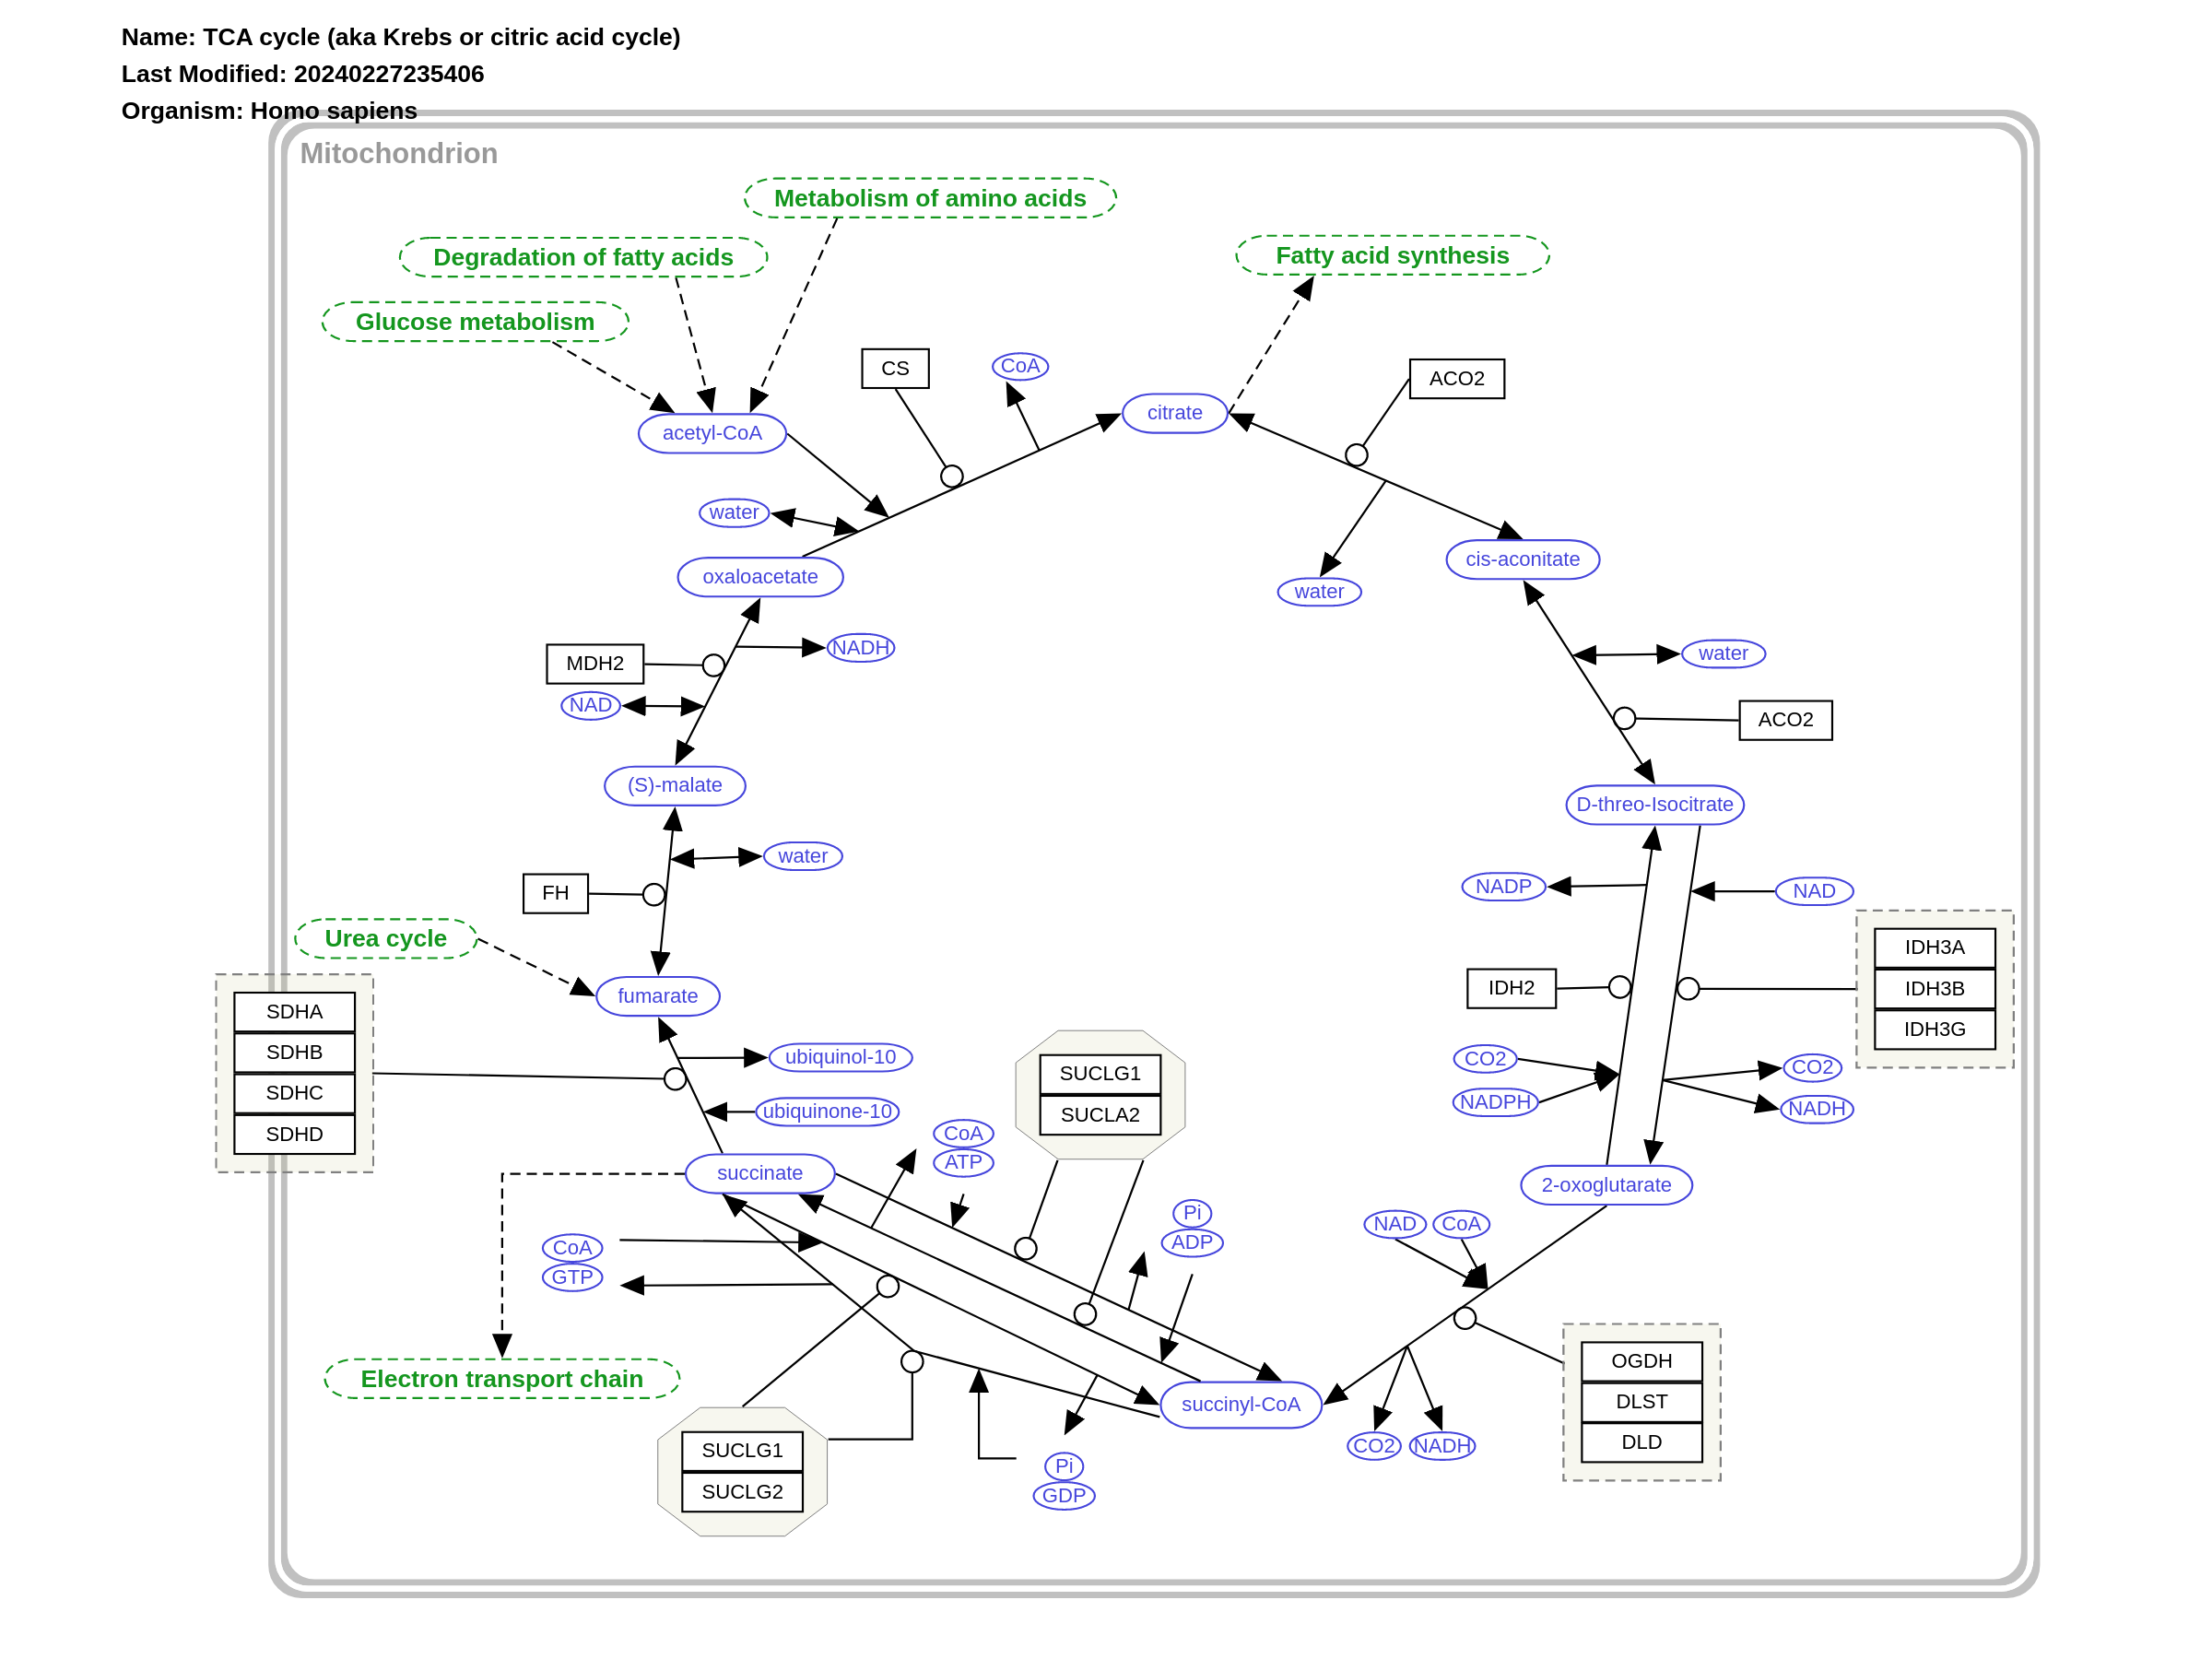 Name: TCA cycle (aka Krebs or citric acid cycle)
Last Modified: 20240227235406
Organism: Homo sapiens
Mitochondrion
Metabolism of amino acids
Degradation of fatty acids
Fatty acid synthesis
Glucose metabolism
CS
CoA
ACO2
citrate
acetyl-CoA
water
cis-aconitate
oxaloacetate
water
NADH
water
MDH2
NAD
ACO2
(S)-malate
D-threo-Isocitrate
water
FH
NADP
NAD
Urea cycle
IDH3A
IDH3B
IDH3G
fumarate
IDH2
SDHA
SDHB
SDHC
SDHD
ubiquinol-10
CO2
CO2
SUCLG1
SUCLA2
NADPH
NADH
ubiquinone-10
CoA
ATP
succinate
2-oxoglutarate
Pi
ADP
NAD
CoA
CoA
GTP
Electron transport chain
succinyl-CoA
OGDH
DLST
DLD
CO2
NADH
SUCLG1
SUCLG2
Pi
GDP